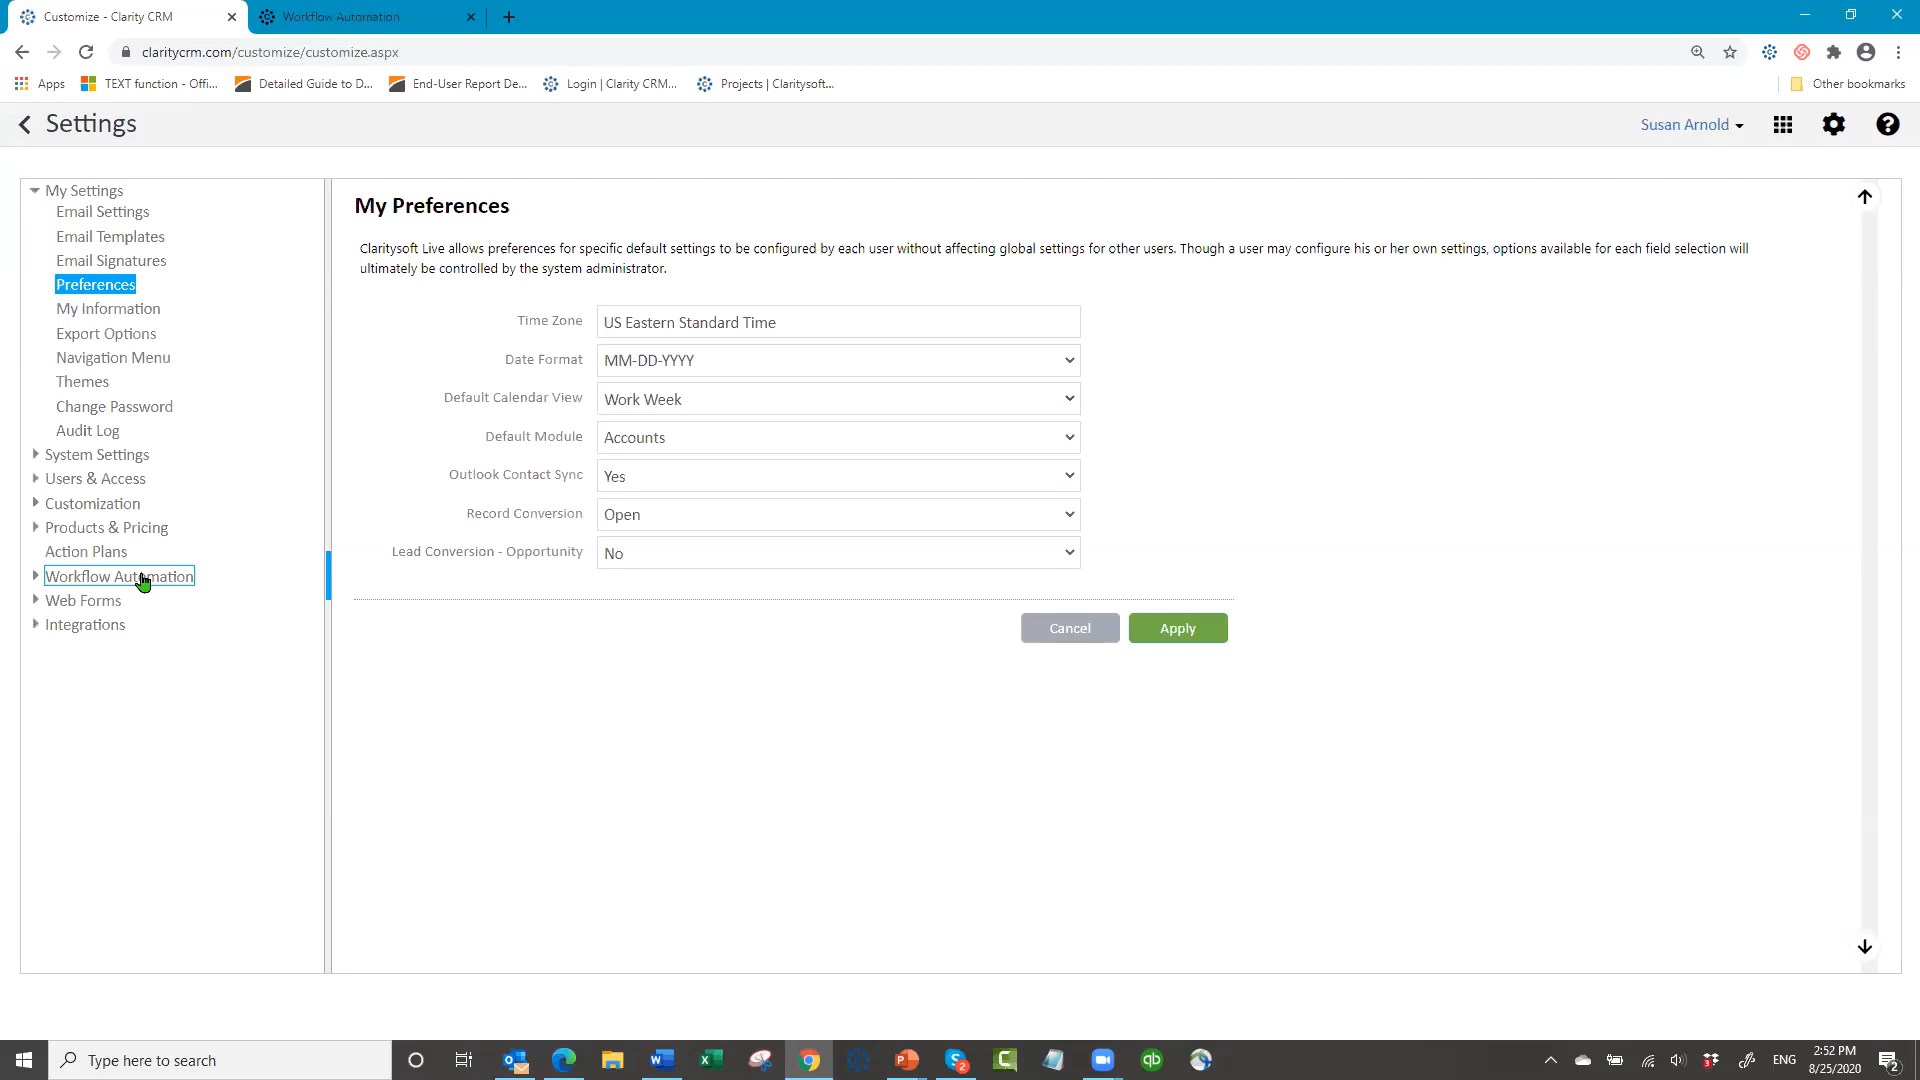 Customize - Clarity CRM
Workflow Automation
claritycrm.com/customize/customize.aspx
Apps
TEXT function - Offi...
Detailed Guide to D...
End-User Report De...
Login | Clarity CRM...
Projects | Claritysoft...
Other bookmarks
Settings
Susan Arnold
My Settings
Email Settings
Email Templates
Email Signatures
Preferences
My Information
Export Options
Navigation Menu
Themes
Change Password
Audit Log
System Settings
Users & Access
Customization
Products & Pricing
Action Plans
Workflow Automation
Web Forms
Integrations
My Preferences
Claritysoft Live allows preferences for specific default settings to be configured by each user without affecting global settings for other users. Though a user may configure his or her own settings, options available for each field selection will
ultimately be controlled by the system administrator.
Time Zone US Eastern Standard Time
Date Format MM-DD-YYYY
Default Calendar View Work Week
Default Module Accounts
Outlook Contact Sync Yes
Record Conversion Open
Lead Conversion - Opportunity No
Cancel Apply
Type here to search
ENG
2:52 PM
8/25/2020
2